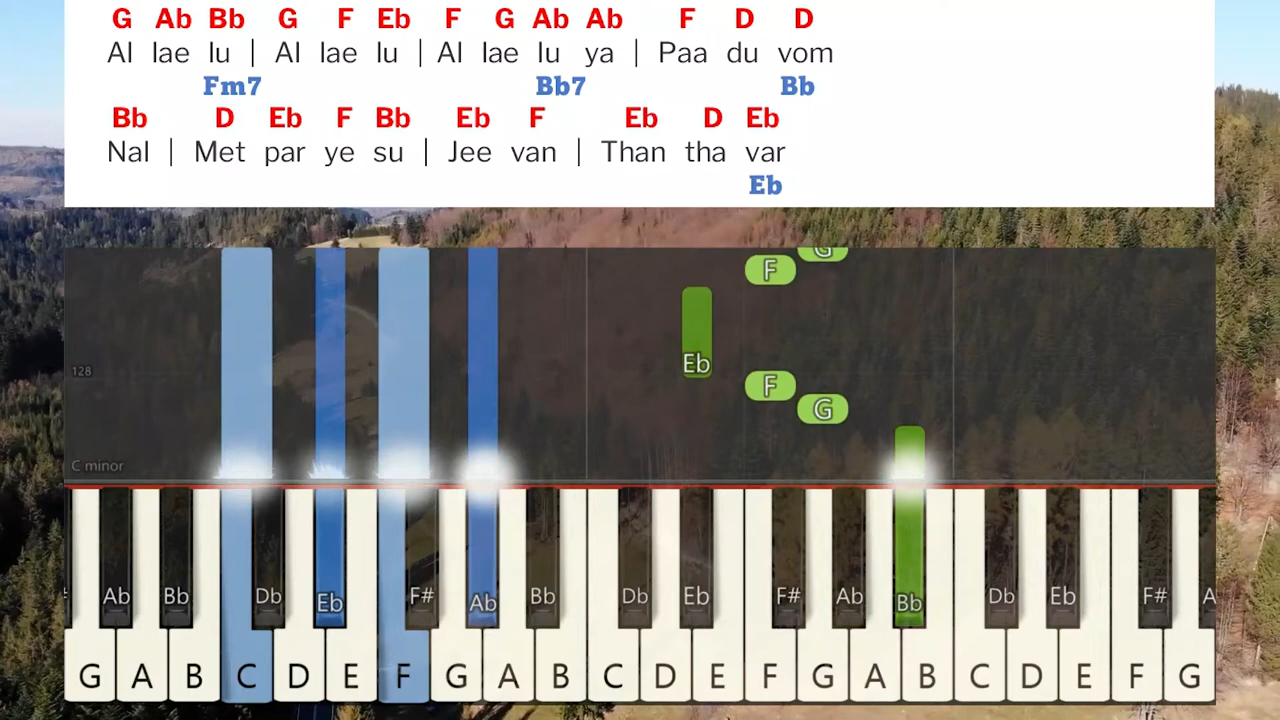 G Ab Bb G F Eb F G Ab Ab F D D
Al lae lu | Al lae lu | Al lae lu ya | Paa du vom
Fm7 Bb7 Bb
Bb D Eb F Bb Eb F Eb D Eb
Nal | Met par ye su | Jee van | Than tha var
Eb
G
F
Eb
128
F
G
C minor
Ab Bb Db Eb F# Ab Bb Db Eb F# Ab Bb Db Eb F# A
G A B C D E F G A B C D E F G A B C D E F G